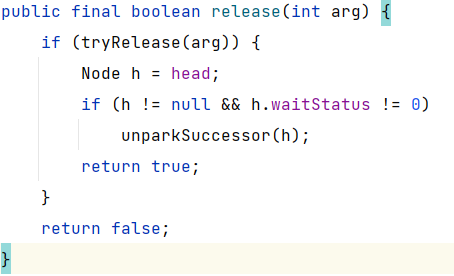 public final boolean release(int arg) {
    if (tryRelease(arg)) {
        Node h = head;
        if (h != null && h.waitStatus != 0)
            unparkSuccessor(h);
        return true;
    }
    return false;
}